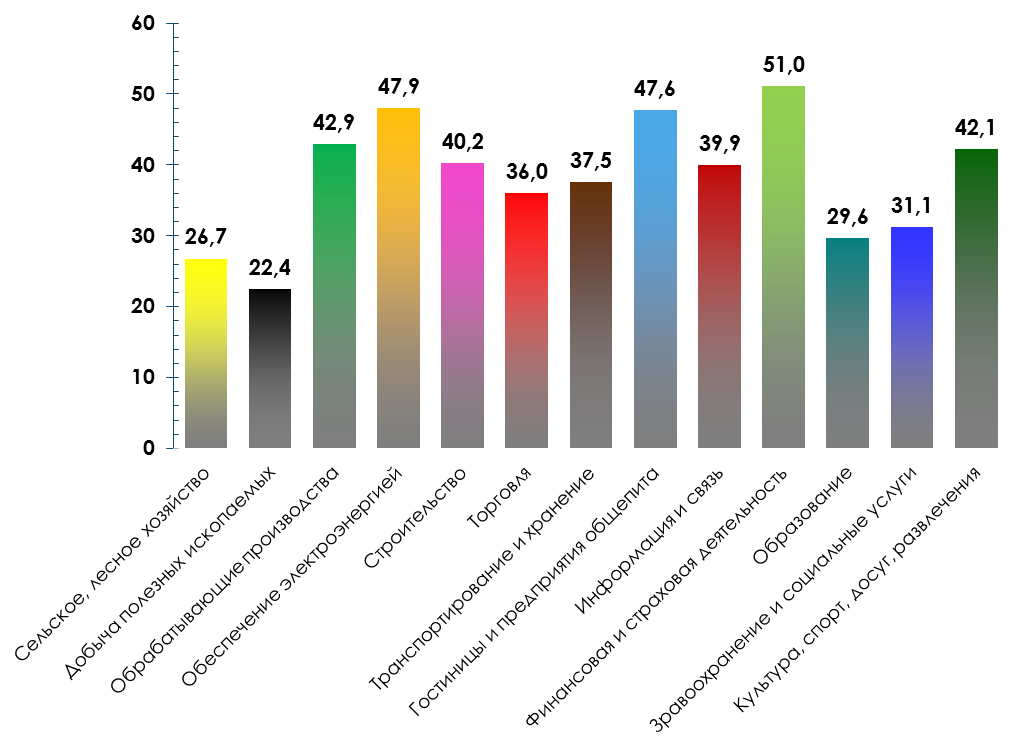 60
50
40
30
20
10
0
26,7
22,4
42,9
47,9
40,2
36,0
37,5
47,6
39,9
51,0
29,6
31,1
42,1
Сельское, лесное хозяйство
Добыча полезных ископаемых
Обрабатывающие производства
Обеспечение электроэнергией
Строительство
Торговля
Транспортирование и хранение
Гостиницы и предприятия общепита
Информация и связь
Финансовая и страховая деятельность
Образование
Зравоохранение и социальные услуги
Культура, спорт, досуг, развлечения